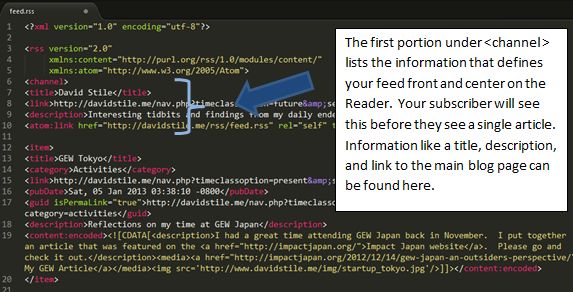 feed.rss
1 <?xml version="1.0" encoding="utf-8"?>
2
3 <rss version="2.0"
4 xmlns:content="http://purl.org/rss/1.0/modules/content/"
5 xmlns:atom="http://www.w3.org/2005/Atom">
6 <channel>
7 <title>David Stile</title>
8 <link>http://davidstile.me/nav.php?timeclassoption=future&amp;se
9 <description>Interesting tidbits and findings from my daily ende
10 <atom:link href="http://davidstile.me/rss/feed.rss" rel="self" t
11
12 <item>
13 <title>GEW Tokyo</title>
14 <category>Activities</category>
15 <link>http://davidstile.me/nav.php?timeclassoption=present&amp;s
16 <pubDate>Sat, 05 Jan 2013 03:38:10 -0800</pubDate>
17 <guid isPermaLink="true">http://davidstile.me/nav.php?timeclasso
category=activities</guid>
18 <description>Reflections on my time at GEW Japan</description>
19 <content:encoded><![CDATA[<description>I had a great time attending GEW Japan back in November. I put together
an article that was featured on the <a href="http://impactjapan.org/">Impact Japan website</a>. Please go and
check it out.</description><media><a href="http://impactjapan.org/2012/12/14/gew-japan-an-outsiders-perspective/"
My GEW Article</a></media><img src='http://www.davidstile.me/img/startup_tokyo.jpg'/>]]></content:encoded>
20 </item>
The first portion under <channel>
lists the information that defines
your feed front and center on the
Reader. Your subscriber will see
this before they see a single article.
Information like a title, description,
and link to the main blog page can
be found here.